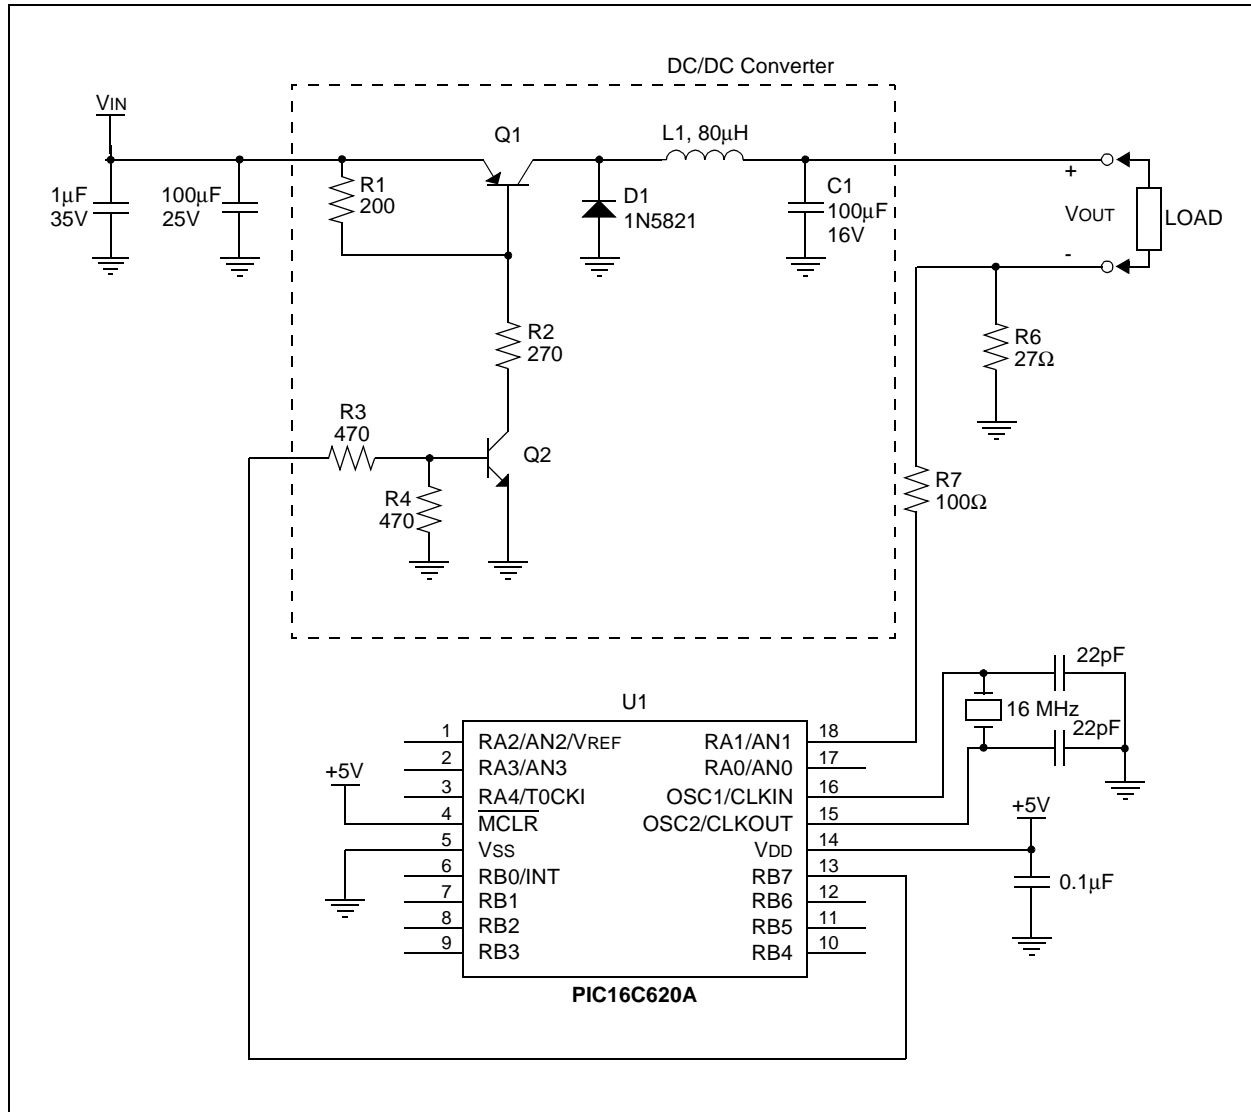 DC/DC Converter
VIN
Q1
L1, 80μH
1μF
35V
100μF
25V
R1
200
D1
1N5821
C1
100μF
16V
+
VOUT
-
LOAD
R2
270
R6
27Ω
R3
470
Q2
R4
470
R7
100Ω
22pF
16 MHz
22pF
U1
1
RA2/AN2/VREF
RA1/AN1
18
2
RA3/AN3
RA0/AN0
17
+5V
3
RA4/T0CKI
OSC1/CLKIN
16
4
MCLR
OSC2/CLKOUT
15
+5V
5
VSS
VDD
14
6
RB0/INT
RB7
13
0.1μF
7
RB1
RB6
12
8
RB2
RB5
11
9
RB3
RB4
10
PIC16C620A